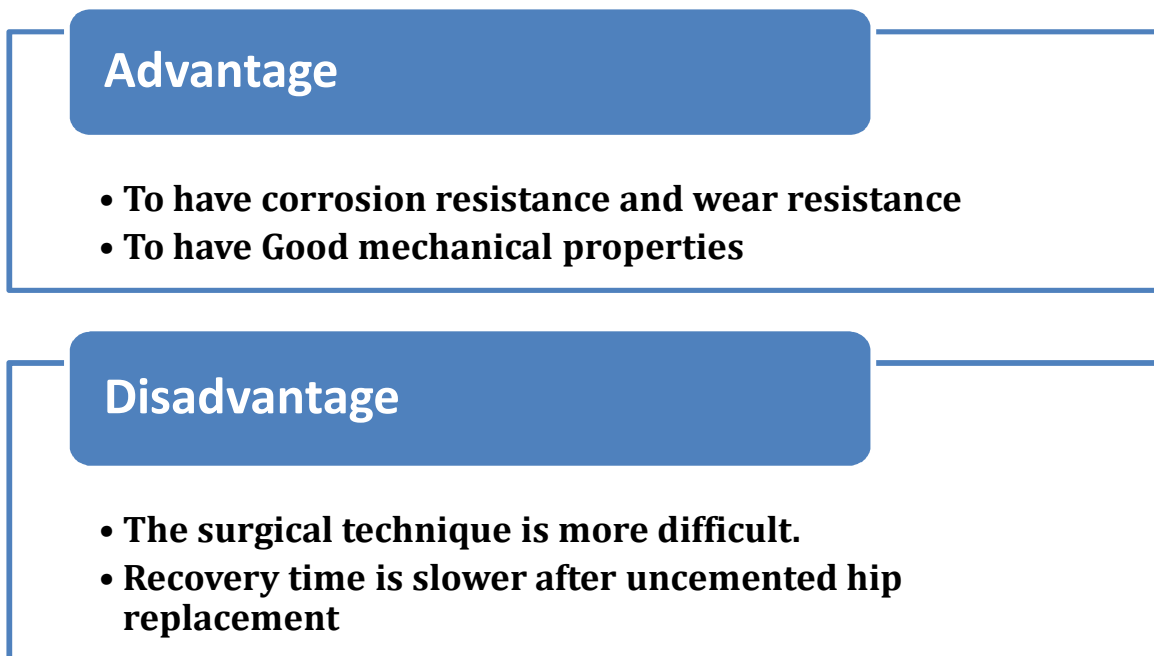 Advantage
• To have corrosion resistance and wear resistance
• To have Good mechanical properties
Disadvantage
• The surgical technique is more difficult.
• Recovery time is slower after uncemented hip
replacement